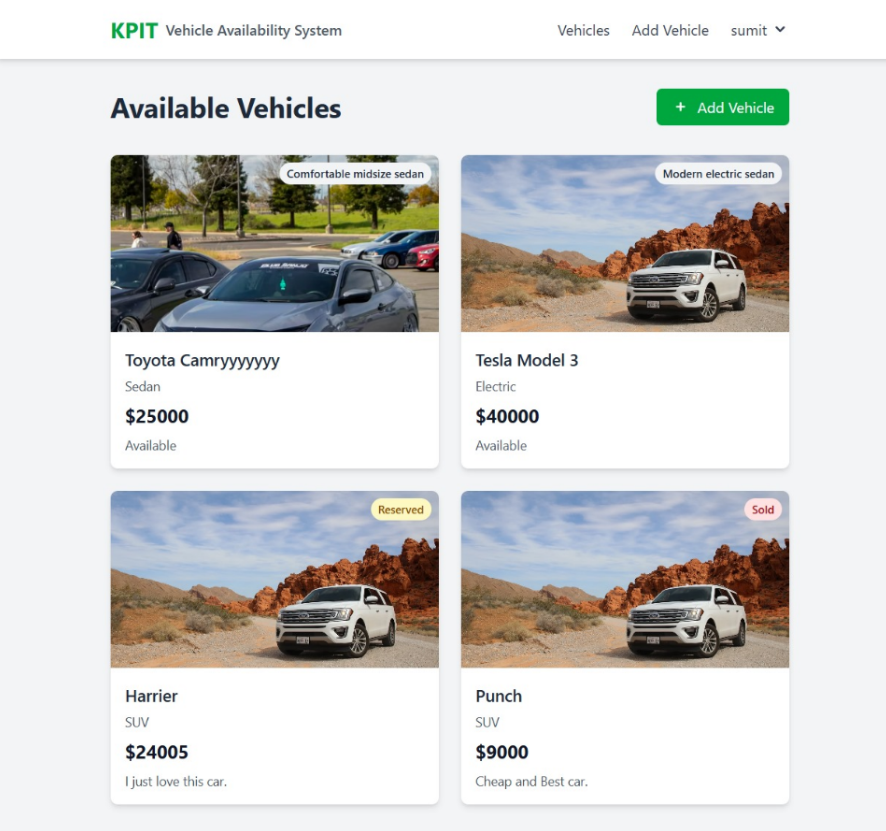 KPIT Vehicle Availability System
Vehicles Add Vehicle sumit
Available Vehicles
+ Add Vehicle
Comfortable midsize sedan
Toyota Camryyyyyyy
Sedan
$25000
Available
Modern electric sedan
Tesla Model 3
Electric
$40000
Available
Reserved
Harrier
SUV
$24005
I just love this car.
Sold
Punch
SUV
$9000
Cheap and Best car.